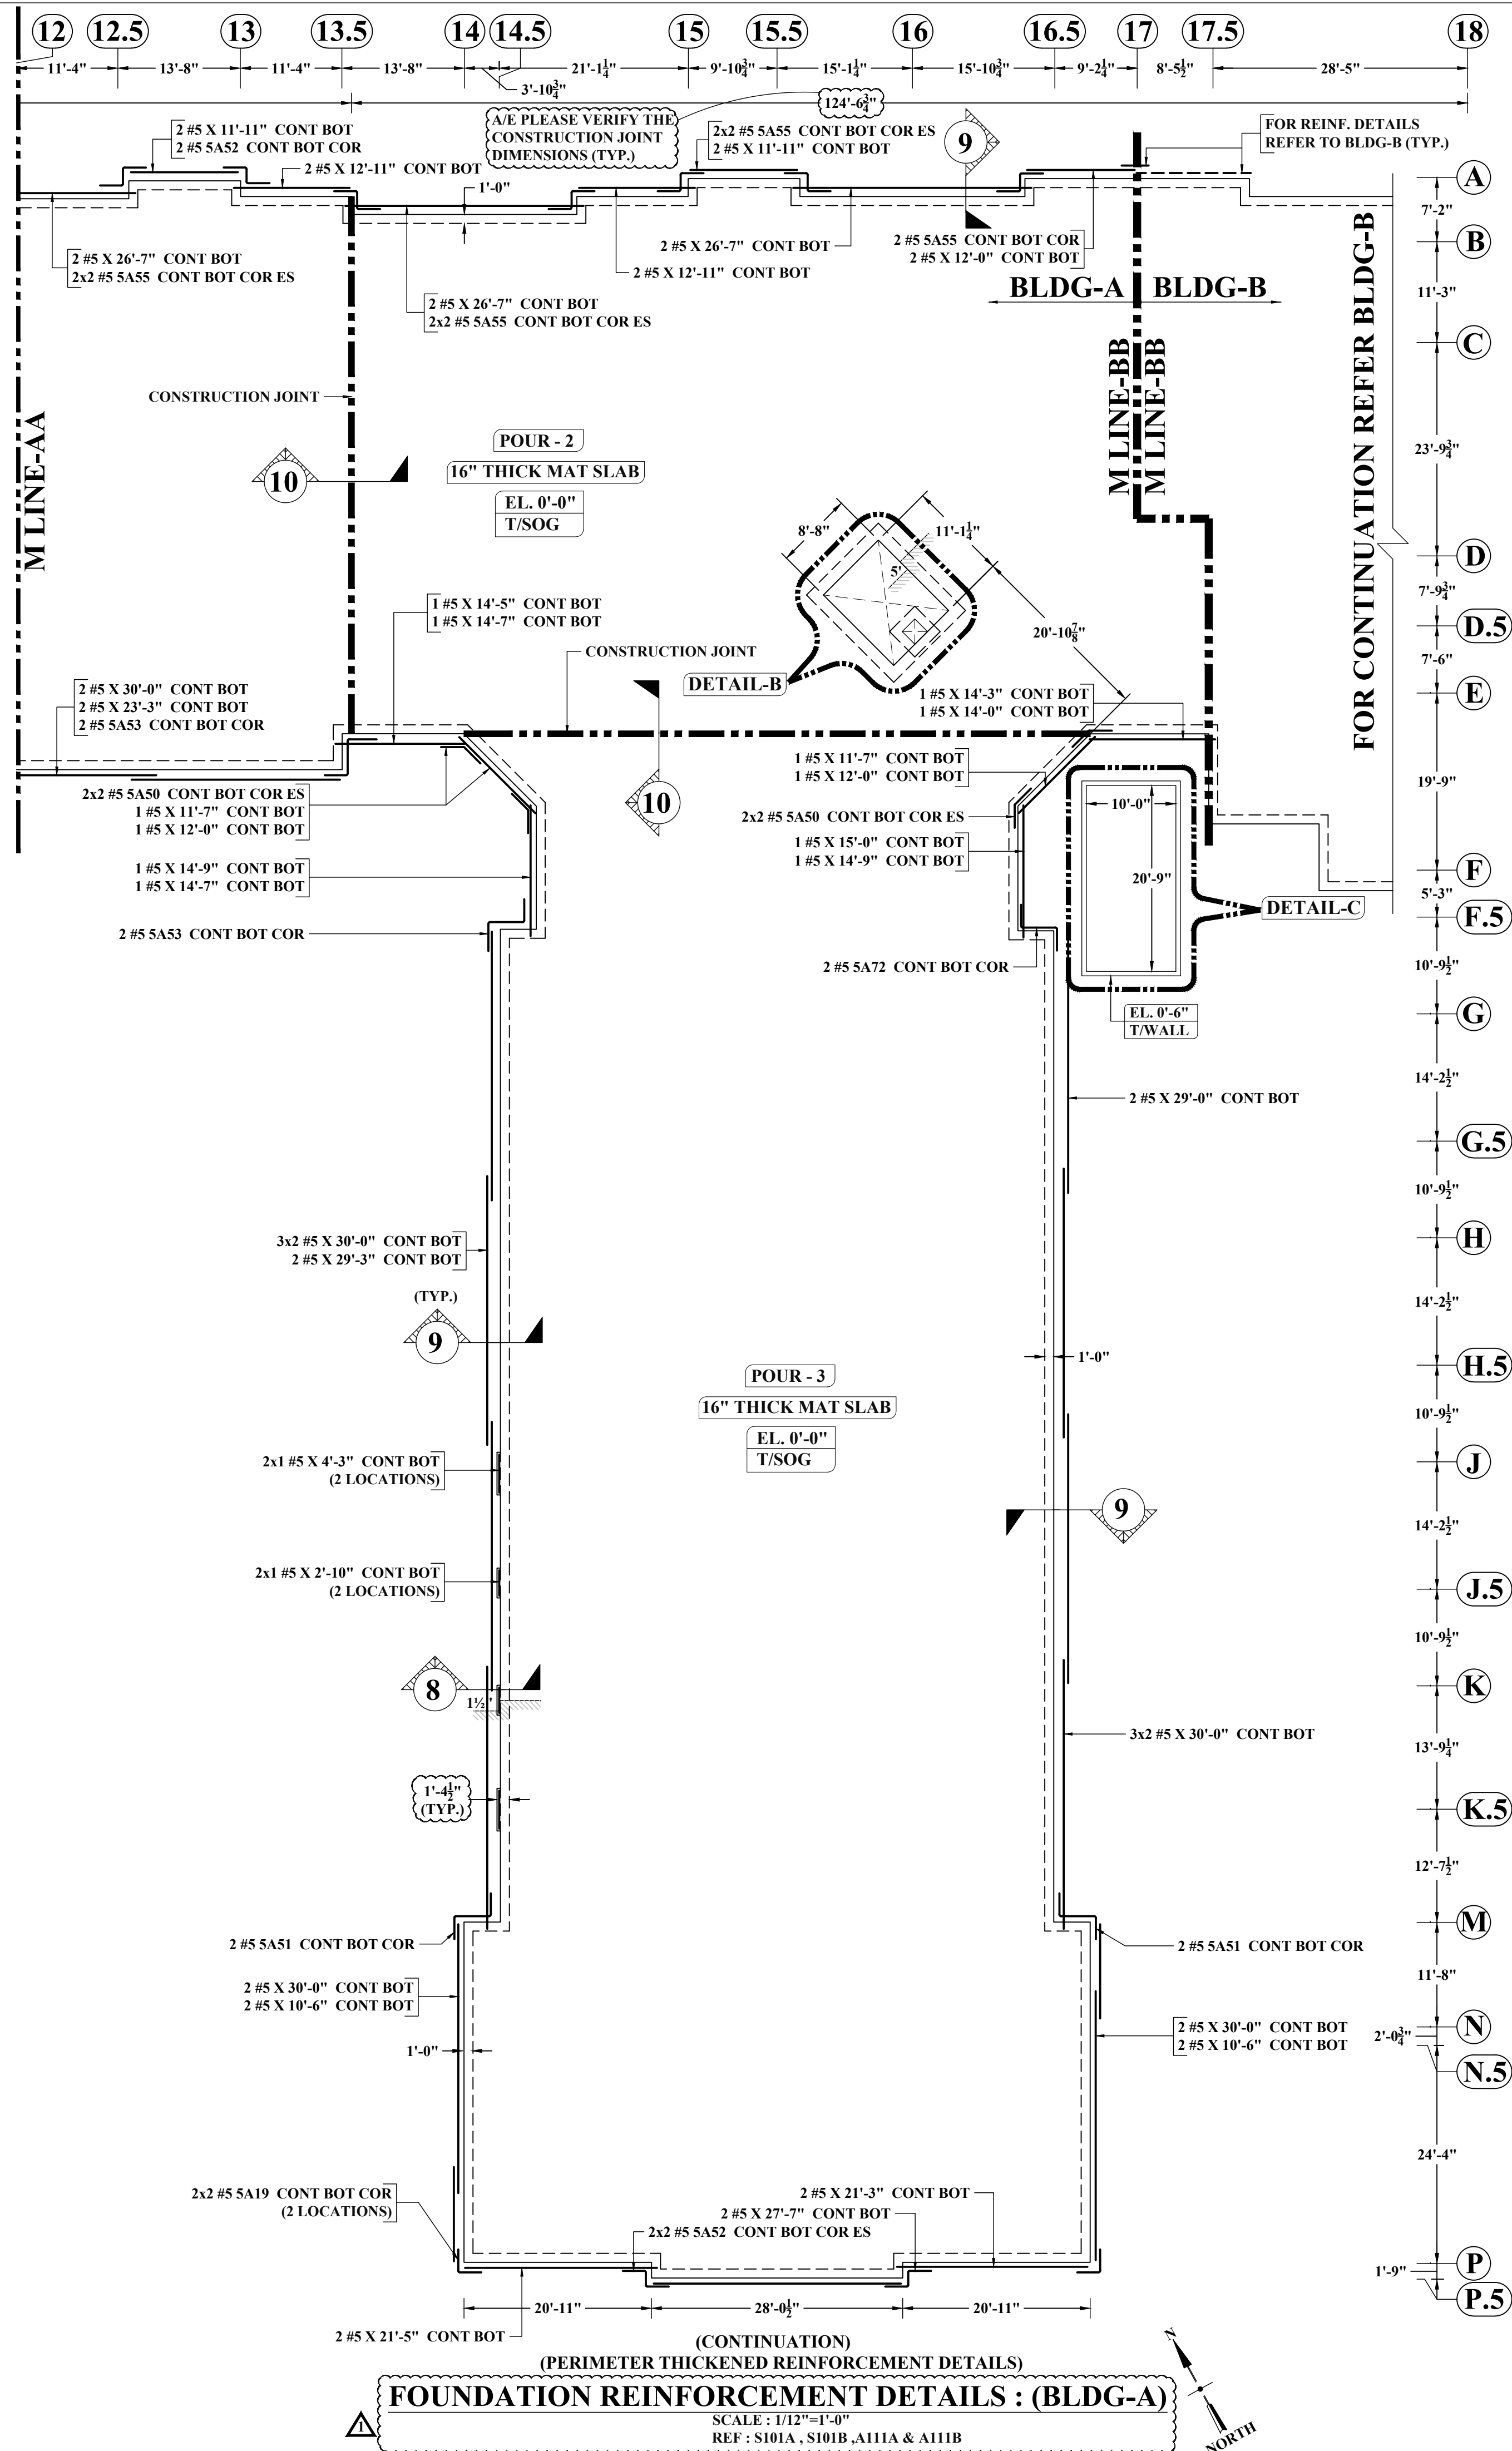 12 12.5 13 13.5 14 14.5 15 15.5 16 16.5 17 17.5 18
11'-4" 13'-8" 11'-4" 13'-8" 21'-1¼" 9'-10¾" 15'-1¼" 15'-10¾" 9'-2¼" 8'-5½" 28'-5"
3'-10¾"
124'-6¾"
A/E PLEASE VERIFY THE
CONSTRUCTION JOINT
DIMENSIONS (TYP.)
2 #5 X 11'-11" CONT BOT
2 #5 5A52 CONT BOT COR
2 #5 X 12'-11" CONT BOT
1'-0"
2x2 #5 5A55 CONT BOT COR ES
2 #5 X 11'-11" CONT BOT
9
FOR REINF. DETAILS
REFER TO BLDG-B (TYP.)
A
7'-2"
B
2 #5 X 26'-7" CONT BOT
2x2 #5 5A55 CONT BOT COR ES
2 #5 X 26'-7" CONT BOT
2 #5 X 12'-11" CONT BOT
2 #5 5A55 CONT BOT COR
2 #5 X 12'-0" CONT BOT
2 #5 X 26'-7" CONT BOT
2x2 #5 5A55 CONT BOT COR ES
BLDG-A BLDG-B
11'-3"
C
M LINE-BB
M LINE-BB
FOR CONTINUATION REFER BLDG-B
CONSTRUCTION JOINT
M LINE-AA
POUR - 2
16" THICK MAT SLAB
EL. 0'-0"
T/SOG
10
23'-9¾"
8'-8"
11'-1¼"
5'
20'-10⅞"
DETAIL-B
D
7'-9¾"
D.5
7'-6"
E
1 #5 X 14'-5" CONT BOT
1 #5 X 14'-7" CONT BOT
CONSTRUCTION JOINT
2 #5 X 30'-0" CONT BOT
2 #5 X 23'-3" CONT BOT
2 #5 5A53 CONT BOT COR
1 #5 X 14'-3" CONT BOT
1 #5 X 14'-0" CONT BOT
10
1 #5 X 11'-7" CONT BOT
1 #5 X 12'-0" CONT BOT
19'-9"
2x2 #5 5A50 CONT BOT COR ES
1 #5 X 11'-7" CONT BOT
1 #5 X 12'-0" CONT BOT
2x2 #5 5A50 CONT BOT COR ES
10'-0"
1 #5 X 15'-0" CONT BOT
1 #5 X 14'-9" CONT BOT
1 #5 X 14'-9" CONT BOT
1 #5 X 14'-7" CONT BOT
20'-9"
DETAIL-C
F
5'-3"
F.5
2 #5 5A53 CONT BOT COR
2 #5 5A72 CONT BOT COR
EL. 0'-6"
T/WALL
10'-9½"
G
14'-2½"
2 #5 X 29'-0" CONT BOT
G.5
10'-9½"
H
3x2 #5 X 30'-0" CONT BOT
2 #5 X 29'-3" CONT BOT
(TYP.)
9
14'-2½"
1'-0"
H.5
POUR - 3
16" THICK MAT SLAB
EL. 0'-0"
T/SOG
10'-9½"
J
2x1 #5 X 4'-3" CONT BOT
(2 LOCATIONS)
9
14'-2½"
2x1 #5 X 2'-10" CONT BOT
(2 LOCATIONS)
J.5
10'-9½"
8
1½"
K
3x2 #5 X 30'-0" CONT BOT
13'-9¼"
1'-4½"
(TYP.)
K.5
12'-7½"
M
2 #5 5A51 CONT BOT COR
2 #5 5A51 CONT BOT COR
2 #5 X 30'-0" CONT BOT
2 #5 X 10'-6" CONT BOT
11'-8"
N
2 #5 X 30'-0" CONT BOT
2 #5 X 10'-6" CONT BOT
1'-0"
2'-0¾"
N.5
24'-4"
2x2 #5 5A19 CONT BOT COR
(2 LOCATIONS)
2 #5 X 21'-3" CONT BOT
2 #5 X 27'-7" CONT BOT
2x2 #5 5A52 CONT BOT COR ES
P
1'-9"
P.5
20'-11" 28'-0½" 20'-11"
2 #5 X 21'-5" CONT BOT
(CONTINUATION)
(PERIMETER THICKENED REINFORCEMENT DETAILS)
FOUNDATION REINFORCEMENT DETAILS : (BLDG-A)
1
SCALE : 1/12"=1'-0"
REF : S101A , S101B ,A111A & A111B
N
NORTH